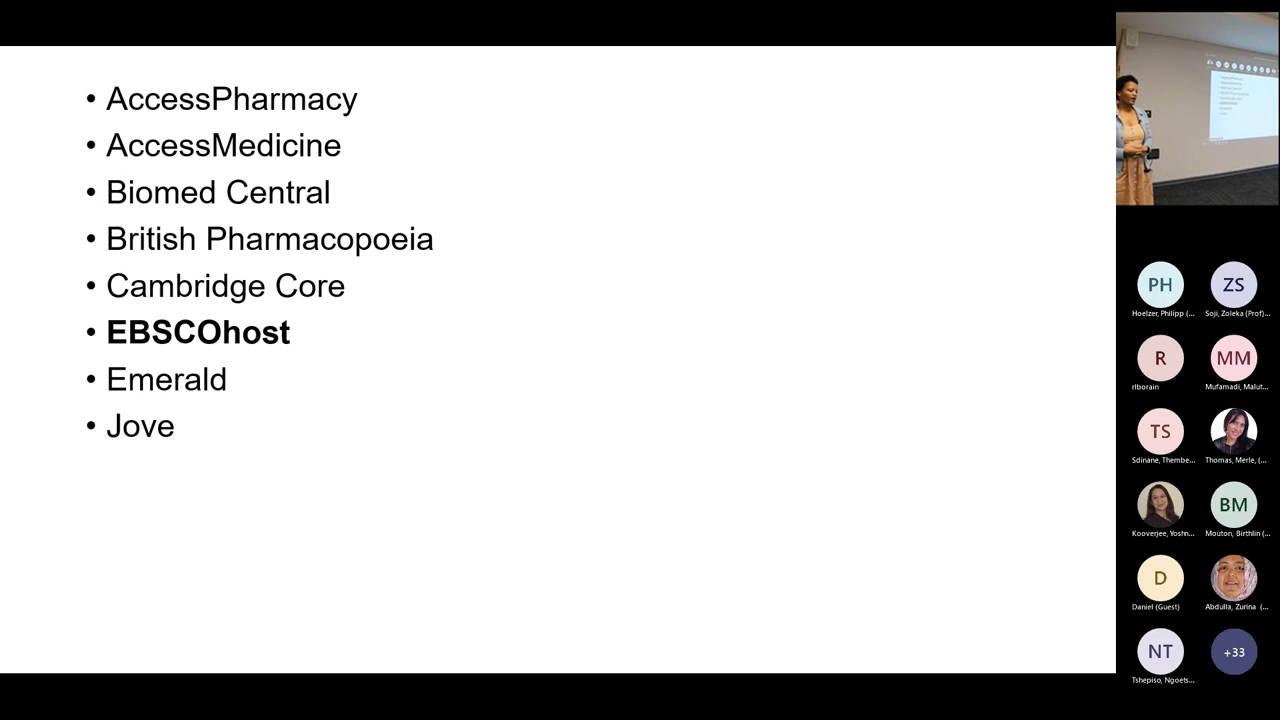 • AccessPharmacy
• AccessMedicine
• Biomed Central
• British Pharmacopoeia
• Cambridge Core
• EBSCOhost
• Emerald
• Jove
PH
ZS
Hoelzer, Philipp (...
Soji, Zoleka (Prof)...
R
MM
rlborain
Mufamadi, Malut...
TS
Sdinane, Thembe...
Thomas, Merle, (...
BM
Kooverjee, Yoshn...
Mouton, Birthlin (...
D
Daniel (Guest)
Abdulla, Zurina (...
NT
+33
Tshepiso, Ngoets...